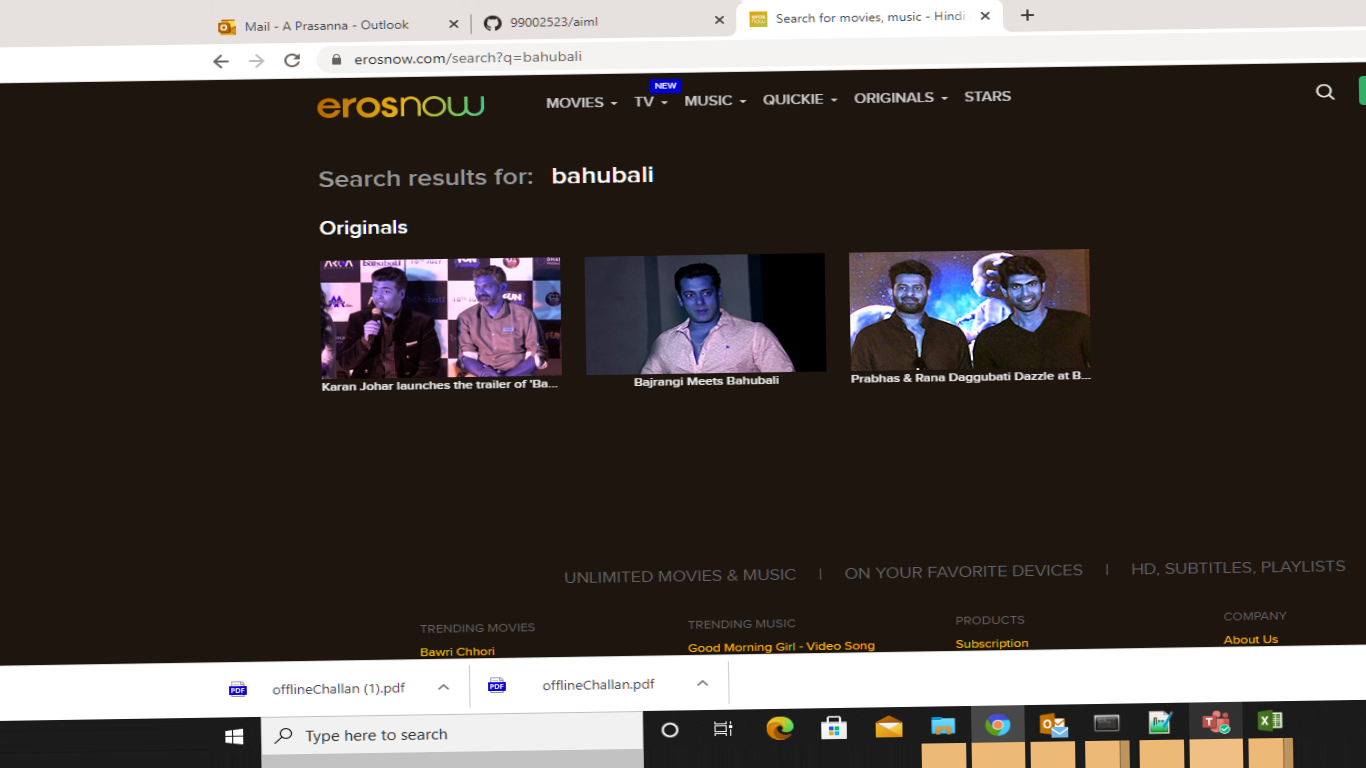 Mail - A Prasanna - Outlook
99002523/aiml
Search for movies, music - Hindi
erosnow.com/search?q=bahubali
erosnow
MOVIES
NEW
TV
MUSIC
QUICKIE
ORIGINALS
STARS
Search results for: bahubali
Originals
bahubali
Karan Johar launches the trailer of 'Ba...
Bajrangi Meets Bahubali
Prabhas & Rana Daggubati Dazzle at B...
UNLIMITED MOVIES & MUSIC | ON YOUR FAVORITE DEVICES | HD, SUBTITLES, PLAYLISTS
TRENDING MOVIES
Bawri Chhori
TRENDING MUSIC
Good Morning Girl - Video Song
PRODUCTS
Subscription
COMPANY
About Us
PDF
offlineChallan (1).pdf
PDF
offlineChallan.pdf
Type here to search